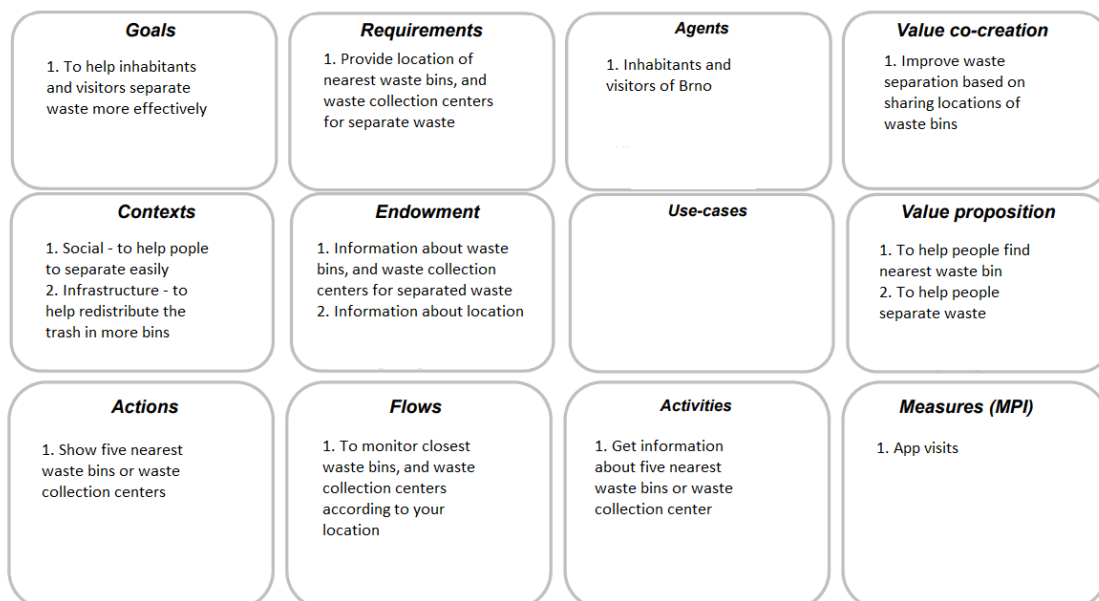 Goals
1. To help inhabitants
and visitors separate
waste more effectively
Requirements
1. Provide location of
nearest waste bins, and
waste collection centers
for separate waste
Agents
1. Inhabitants and
visitors of Brno
Value co-creation
1. Improve waste
separation based on
sharing locations of
waste bins
Contexts
1. Social - to help pople
to separate easily
2. Infrastructure - to
help redistribute the
trash in more bins
Endowment
1. Information about waste
bins, and waste collection
centers for separated waste
2. Information about location
Use-cases
Value proposition
1. To help people find
nearest waste bin
2. To help people
separate waste
Actions
1. Show five nearest
waste bins or waste
collection centers
Flows
1. To monitor closest
waste bins, and waste
collection centers
according to your
location
Activities
1. Get information
about five nearest
waste bins or waste
collection center
Measures (MPI)
1. App visits